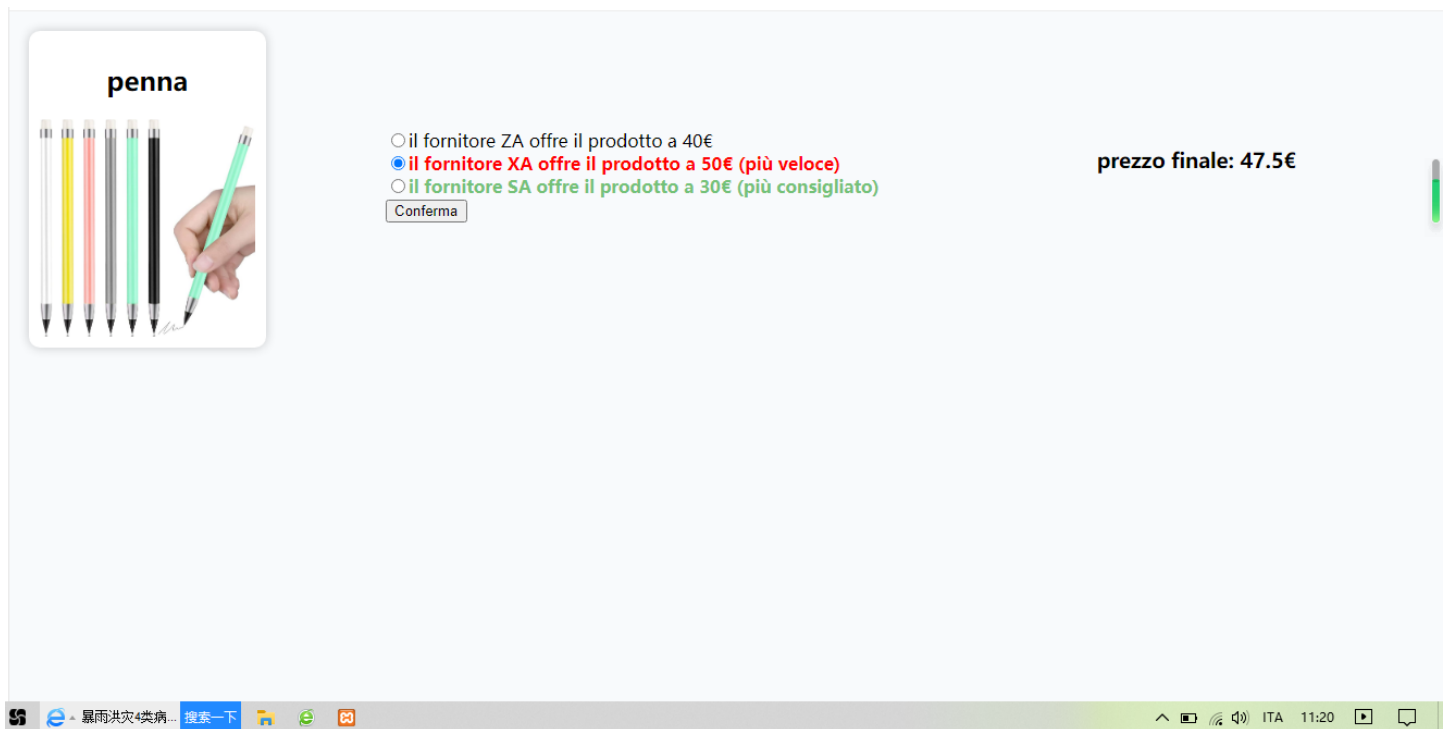 penna
il fornitore ZA offre il prodotto a 40€
il fornitore XA offre il prodotto a 50€ (più veloce)
il fornitore SA offre il prodotto a 30€ (più consigliato)
Conferma
prezzo finale: 47.5€
暴雨洪灾4类病... 搜索一下 ITA 11:20